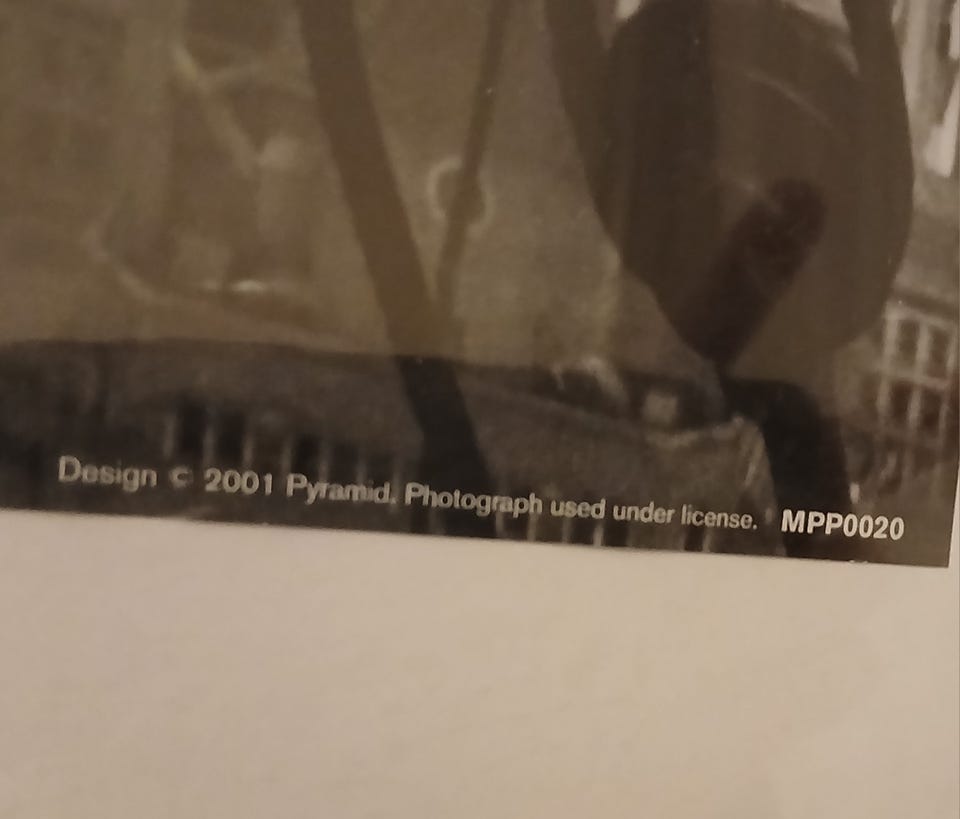 Design © 2001 Pyramid. Photograph used under license. MPP0020